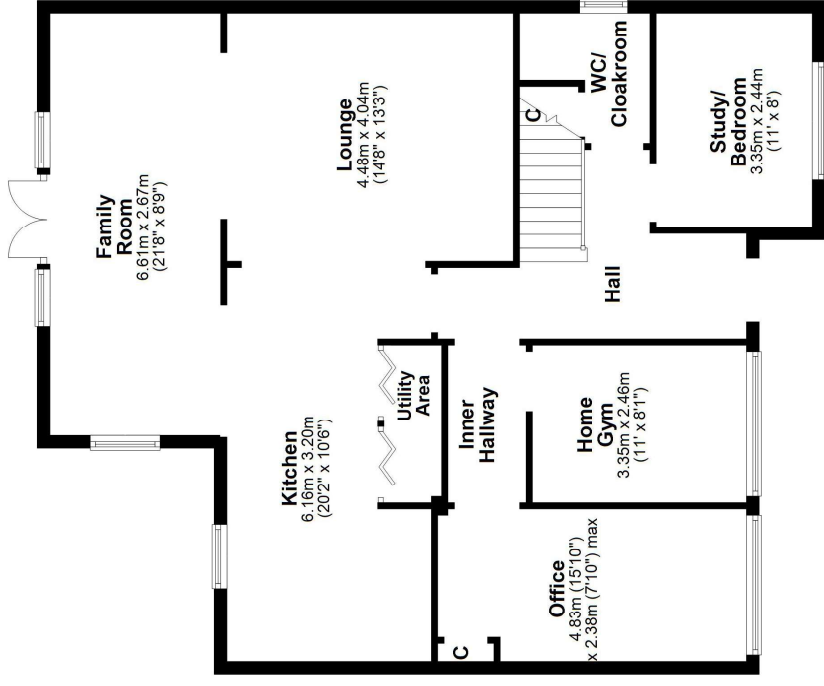 Family
Room
6.61m x 2.67m
(21'8" x 8'9")
Lounge
4.48m x 4.04m
(14'8" x 13'3")
WC/
Cloakroom
C
Study/
Bedroom
3.35m x 2.44m
(11' x 8')
Hall
Kitchen
6.16m x 3.20m
(20'2" x 10'6")
Utility
Area
Inner
Hallway
Home
Gym
3.35m x 2.46m
(11' x 8'1")
Office
4.83m (15'10")
x 2.38m (7'10") max
C